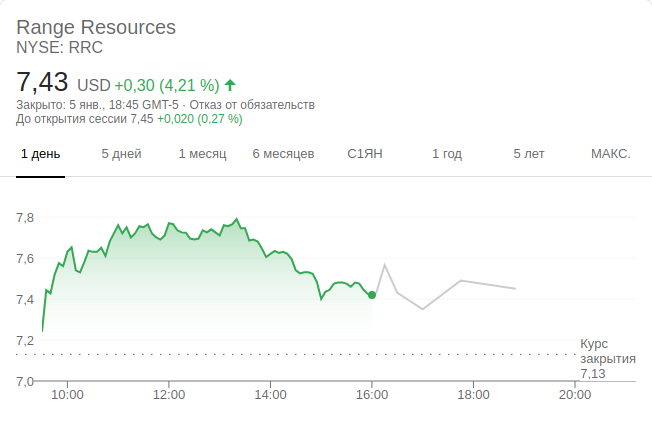 Range Resources
NYSE: RRC
7,43 USD +0,30 (4,21 %)
Закрыто: 5 янв., 18:45 GMT-5 · Отказ от обязательств
До открытия сессии 7,45 +0,020 (0,27 %)
1 день 5 дней 1 месяц 6 месяцев С1ЯН 1 год 5 лет МАКС.
7,8
7,6
7,4
7,2
Курс
закрытия
7,13
7,0
10:00 12:00 14:00 16:00 18:00 20:00